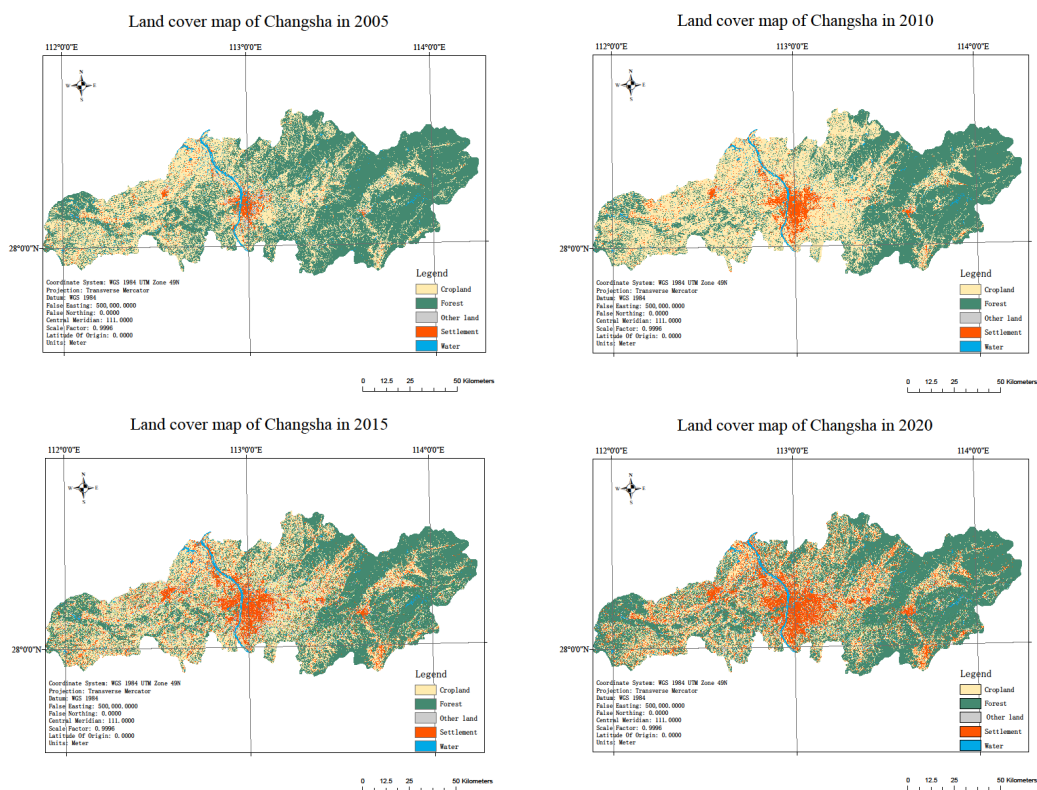 Land cover map of Changsha in 2005
112°0'0"E 113°0'0"E 114°0'0"E
N
W E
S
28°0'0"N
Coordinate System: WGS 1984 UTM Zone 49N
Projection: Transverse Mercator
Datum: WGS 1984
False Easting: 500,000.0000
False Northing: 0.0000
Central Meridian: 111.0000
Scale Factor: 0.9996
Latitude Of Origin: 0.0000
Units: Meter
Legend
Cropland
Forest
Other land
Settlement
Water
0 12.5 25 50 Kilometers
Land cover map of Changsha in 2010
112°0'0"E 113°0'0"E 114°0'0"E
N
W E
S
28°0'0"N
Coordinate System: WGS 1984 UTM Zone 49N
Projection: Transverse Mercator
Datum: WGS 1984
False Easting: 500,000.0000
False Northing: 0.0000
Central Meridian: 111.0000
Scale Factor: 0.9996
Latitude Of Origin: 0.0000
Units: Meter
Legend
Cropland
Forest
Other land
Settlement
Water
0 12.5 25 50 Kilometers
Land cover map of Changsha in 2015
112°0'0"E 113°0'0"E 114°0'0"E
N
W E
S
28°0'0"N
Coordinate System: WGS 1984 UTM Zone 49N
Projection: Transverse Mercator
Datum: WGS 1984
False Easting: 500,000.0000
False Northing: 0.0000
Central Meridian: 111.0000
Scale Factor: 0.9996
Latitude Of Origin: 0.0000
Units: Meter
Legend
Cropland
Forest
Other land
Settlement
Water
0 12.5 25 50 Kilometers
Land cover map of Changsha in 2020
112°0'0"E 113°0'0"E 114°0'0"E
N
W E
S
28°0'0"N
Coordinate System: WGS 1984 UTM Zone 49N
Projection: Transverse Mercator
Datum: WGS 1984
False Easting: 500,000.0000
False Northing: 0.0000
Central Meridian: 111.0000
Scale Factor: 0.9996
Latitude Of Origin: 0.0000
Units: Meter
Legend
Cropland
Forest
Other land
Settlement
Water
0 12.5 25 50 Kilometers